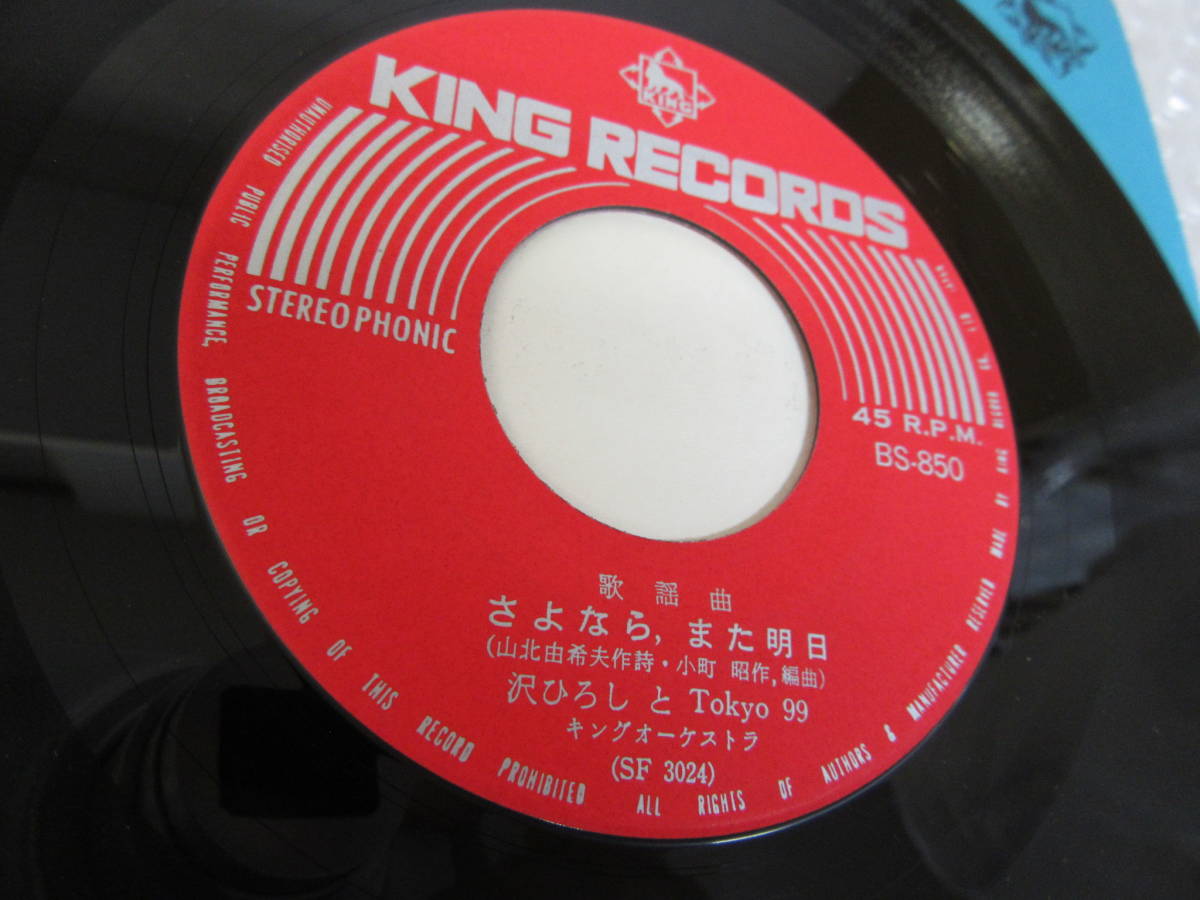 KING
KING RECORDS
STEREOPHONIC
45 R.P.M.
BS-850
歌謡曲
さよなら, また明日
(山北由希夫作詩・小町 昭作,編曲)
沢ひろし と Tokyo 99
キングオーケストラ
(SF 3024)
UNAUTHORISED PUBLIC PERFORMANCE, BROADCASTING OR COPYING OF THIS RECORD PROHIBITED ALL RIGHTS OF AUTHORS & MANUFACTURER RESERVED MADE BY KING